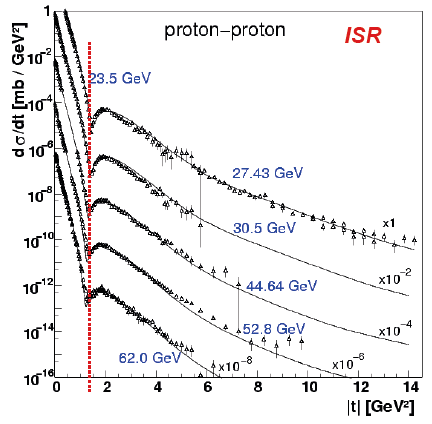 proton-proton
ISR
dσ/dt [mb / GeV²]
1
10⁻²
10⁻⁴
10⁻⁶
10⁻⁸
10⁻¹⁰
10⁻¹²
10⁻¹⁴
10⁻¹⁶
23.5 GeV
27.43 GeV
x1
30.5 GeV
x10⁻²
44.64 GeV
x10⁻⁴
52.8 GeV
x10⁻⁶
62.0 GeV
x10⁻⁸
0 2 4 6 8 10 12 14
|t| [GeV²]